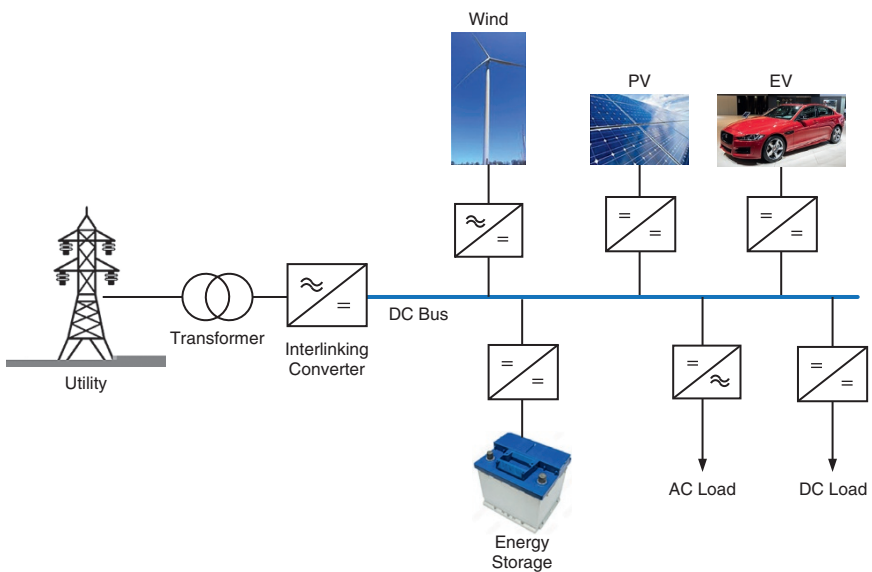 Wind
PV
EV
DC Bus
Transformer
Interlinking
Converter
Utility
AC Load
DC Load
Energy
Storage